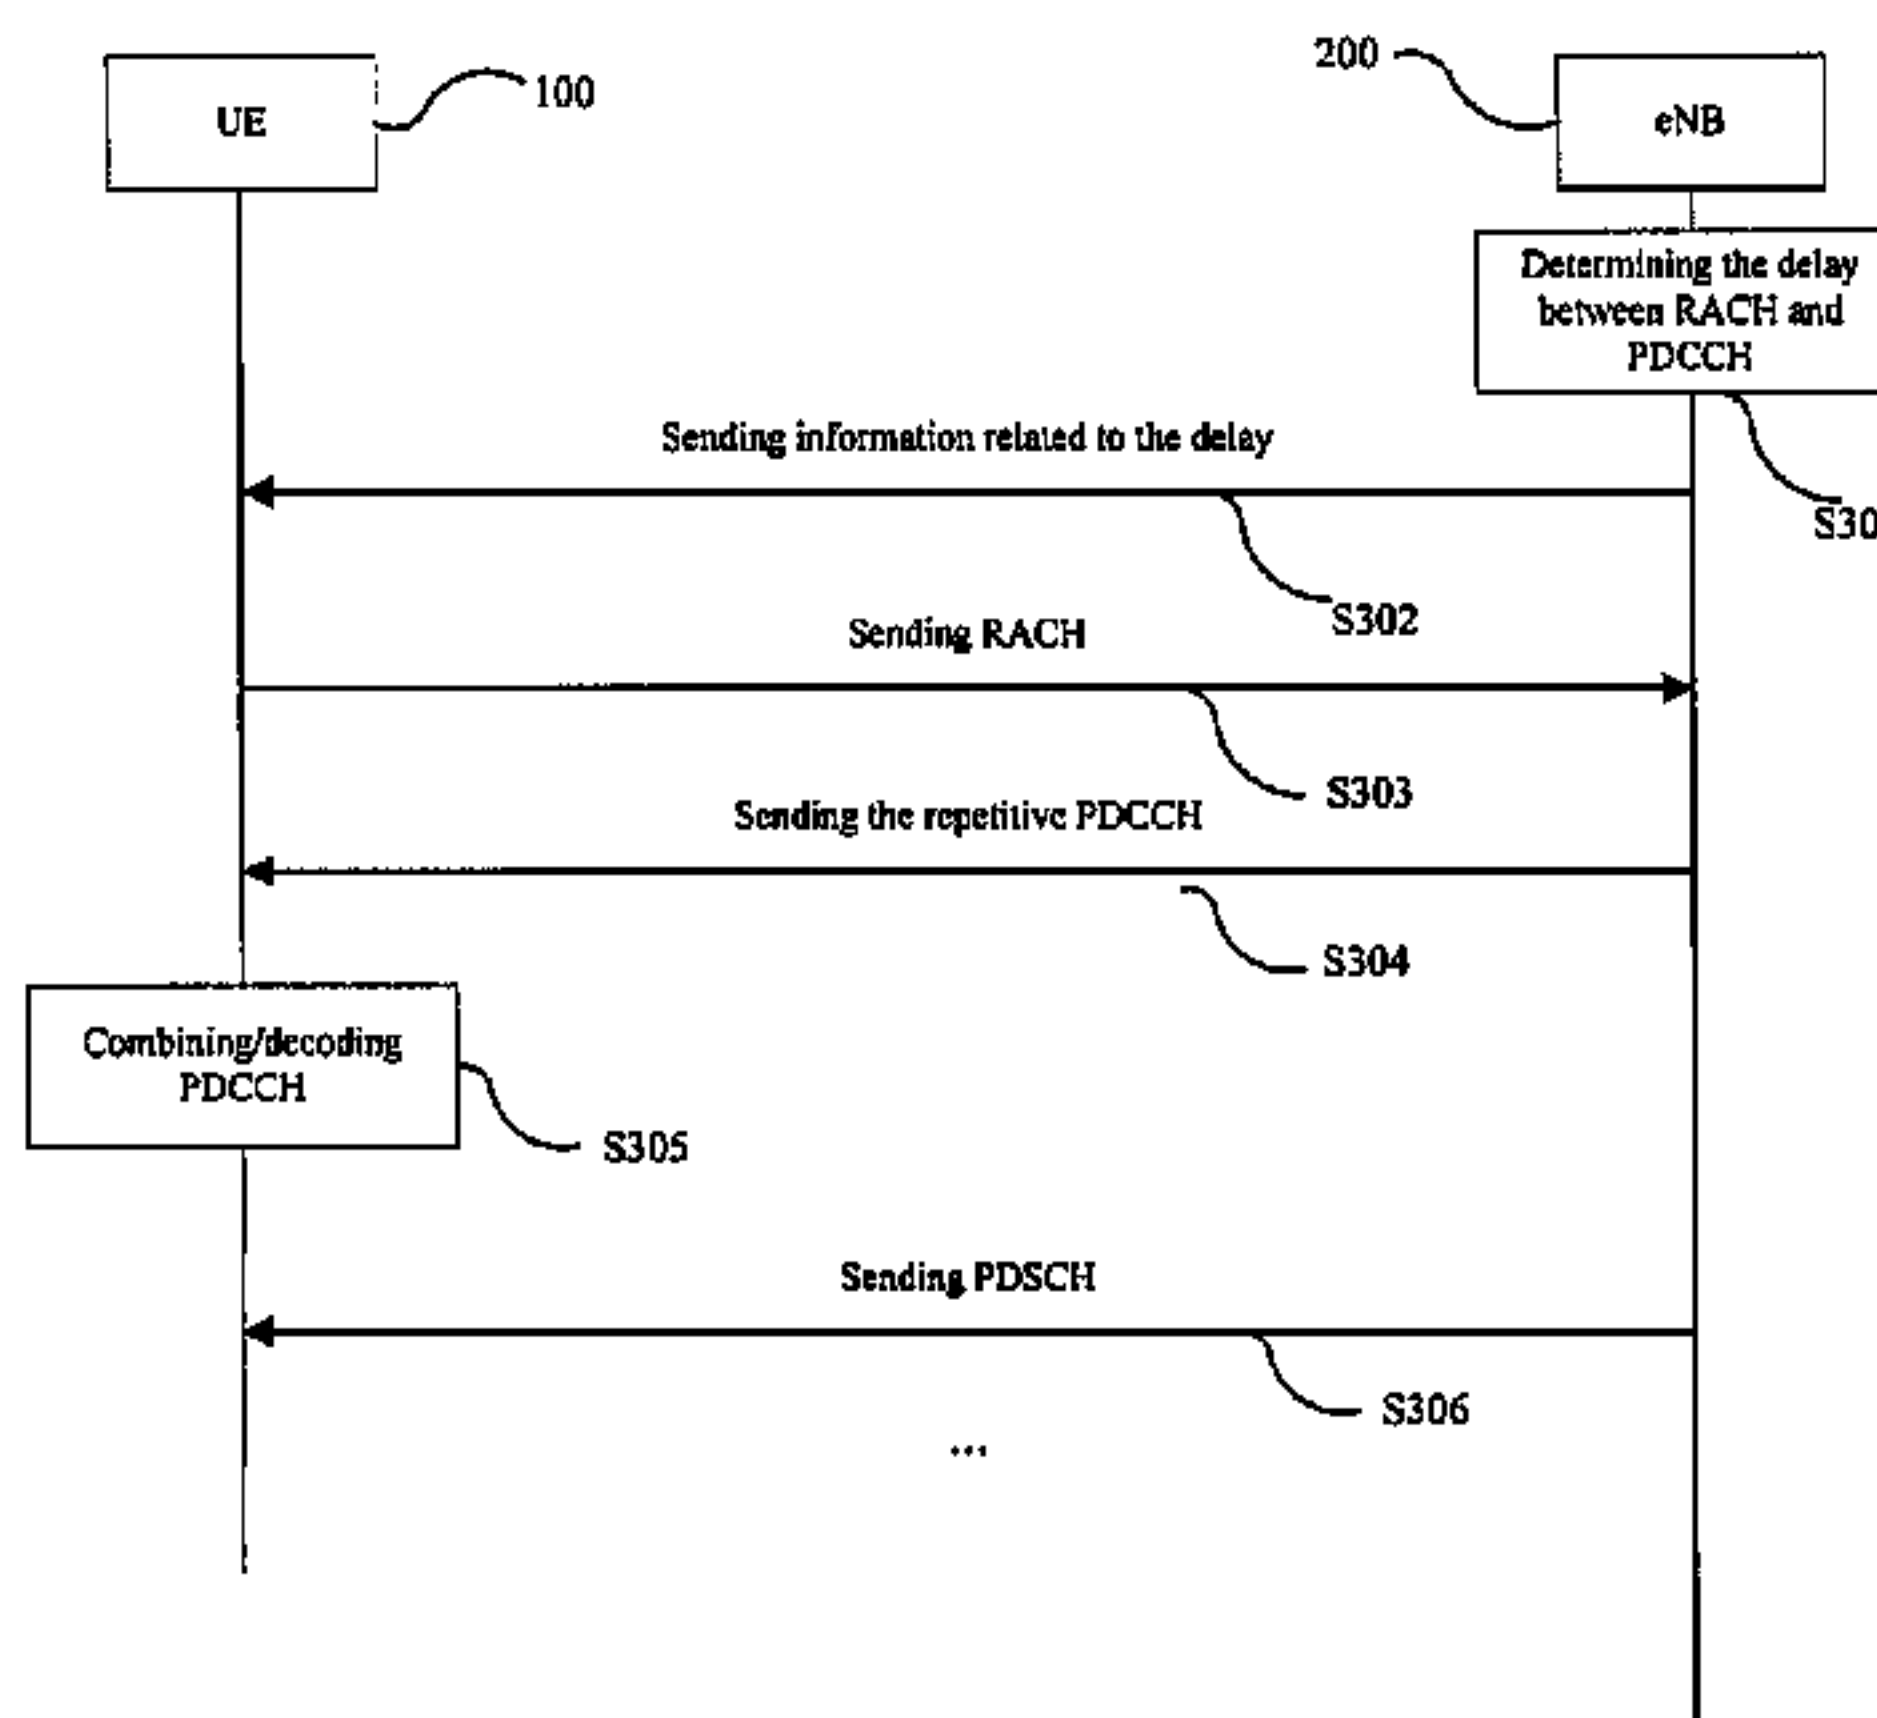 200
UE
100
eNB
Determining the delay
between RACH and
PDCCH
Sending information related to the delay
S30
S302
Sending RACH
S303
Sending the repetitive PDCCH
S304
Combining/decoding
PDCCH
S305
Sending PDSCH
S306
...